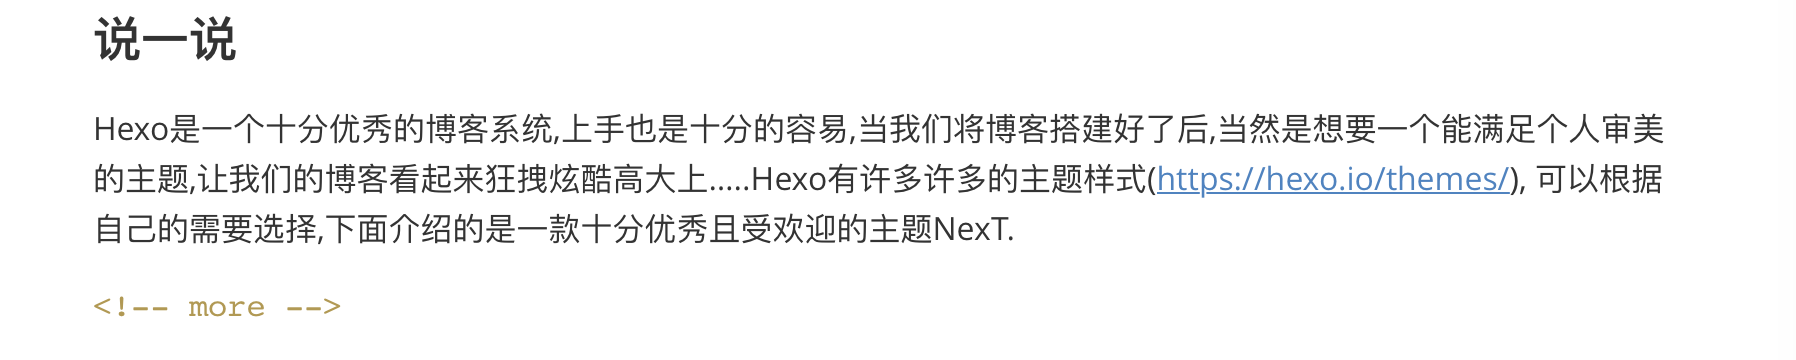 说一说
Hexo是一个十分优秀的博客系统,上手也是十分的容易,当我们将博客搭建好了后,当然是想要一个能满足个人审美
的主题,让我们的博客看起来狂拽炫酷高大上.....Hexo有许多许多的主题样式(https://hexo.io/themes/), 可以根据
自己的需要选择,下面介绍的是一款十分优秀且受欢迎的主题NexT.
<!-- more -->